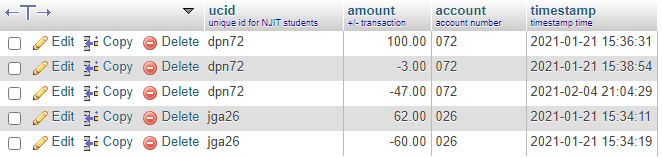 ucid amount account timestamp
unique id for NJIT students +/- transaction account number timestamp time
Edit Copy Delete dpn72 100.00 072 2021-01-21 15:36:31
Edit Copy Delete dpn72 -3.00 072 2021-01-21 15:38:54
Edit Copy Delete dpn72 -47.00 072 2021-02-04 21:04:29
Edit Copy Delete jga26 62.00 026 2021-01-21 15:34:11
Edit Copy Delete jga26 -60.00 026 2021-01-21 15:34:19